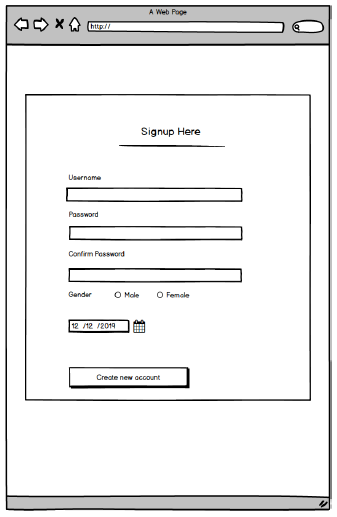 A Web Page
http://
Signup Here
Username
Password
Confirm Password
Gender Male Female
12 /12 /2019
Create new account